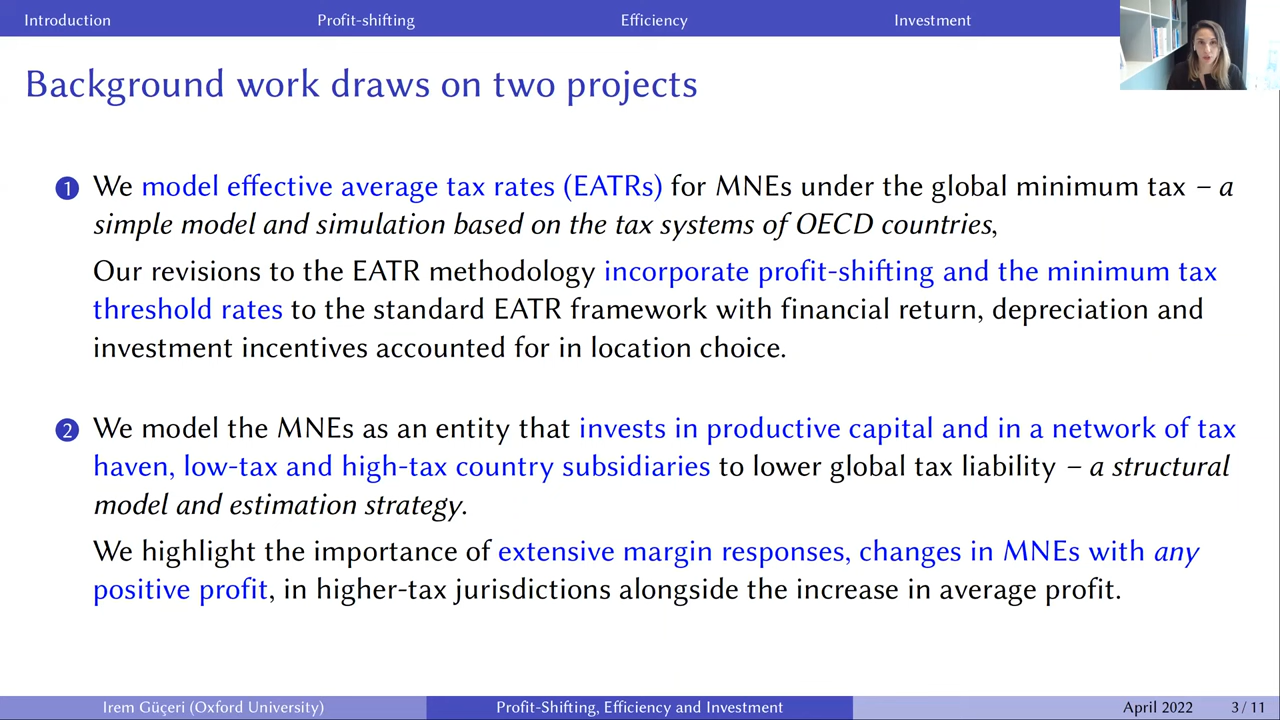 Introduction
Profit-shifting
Efficiency
Investment
Background work draws on two projects
1 We model effective average tax rates (EATRs) for MNEs under the global minimum tax – a
simple model and simulation based on the tax systems of OECD countries,
Our revisions to the EATR methodology incorporate profit-shifting and the minimum tax
threshold rates to the standard EATR framework with financial return, depreciation and
investment incentives accounted for in location choice.
2 We model the MNEs as an entity that invests in productive capital and in a network of tax
haven, low-tax and high-tax country subsidiaries to lower global tax liability – a structural
model and estimation strategy.
We highlight the importance of extensive margin responses, changes in MNEs with any
positive profit, in higher-tax jurisdictions alongside the increase in average profit.
Irem Güçeri (Oxford University)
Profit-Shifting, Efficiency and Investment
April 2022
3 / 11